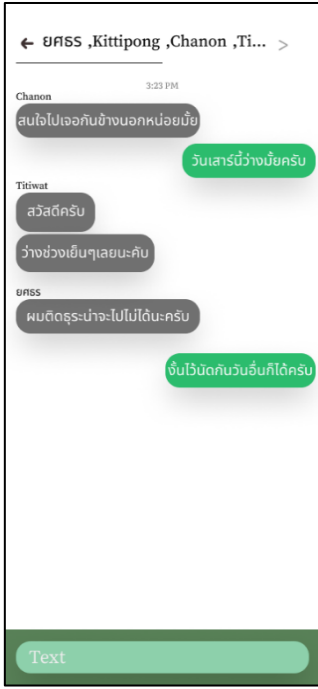 ← ยศธร ,Kittipong ,Chanon ,Ti... >
3:23 PM
Chanon
สนใจไปเจอกันข้างนอกหน่อยมั้ย
วันเสาร์นี้ว่างมั้ยครับ
Titiwat
สวัสดีครับ
ว่างช่วงเย็นๆเลยนะคับ
ยศธร
ผมติดธุระน่าจะไปไม่ได้นะครับ
งั้นไว้นัดกันวันอื่นก็ได้ครับ
Text